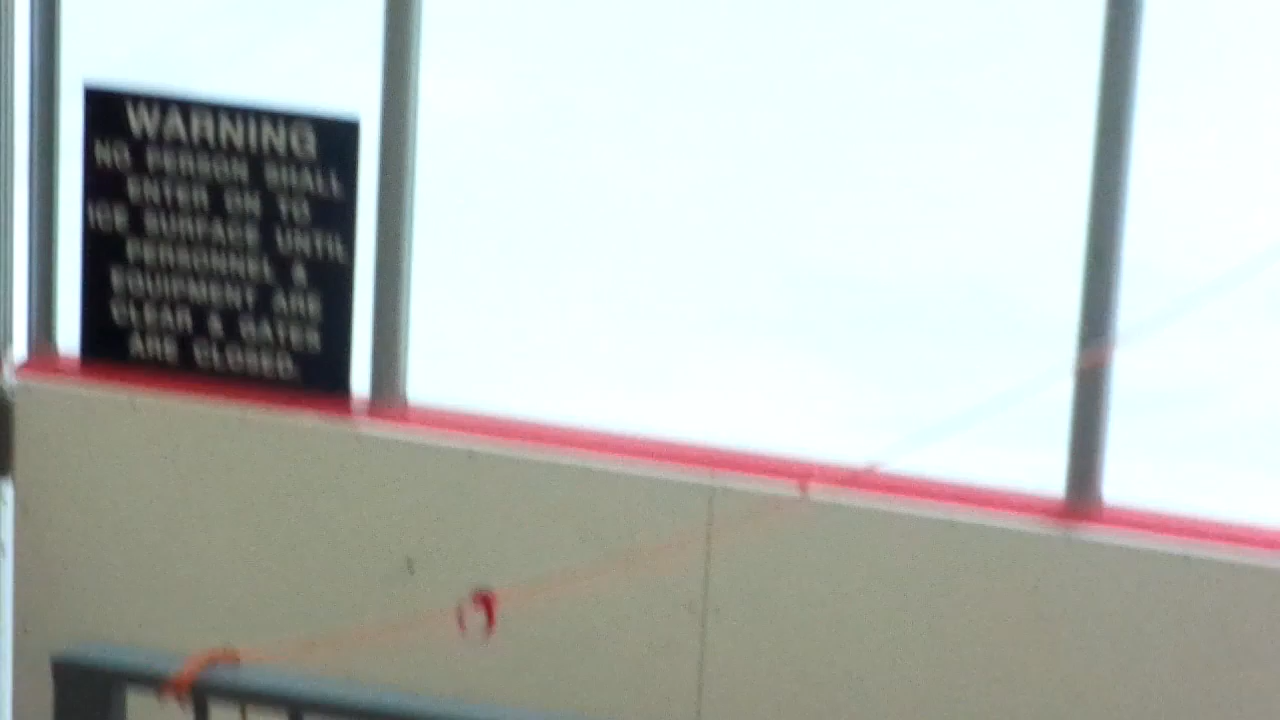 WARNING
NO PERSON SHALL
ENTER ON TO
ICE SURFACE UNTIL
PERSONNEL &
EQUIPMENT ARE
CLEAR & GATES
ARE CLOSED.